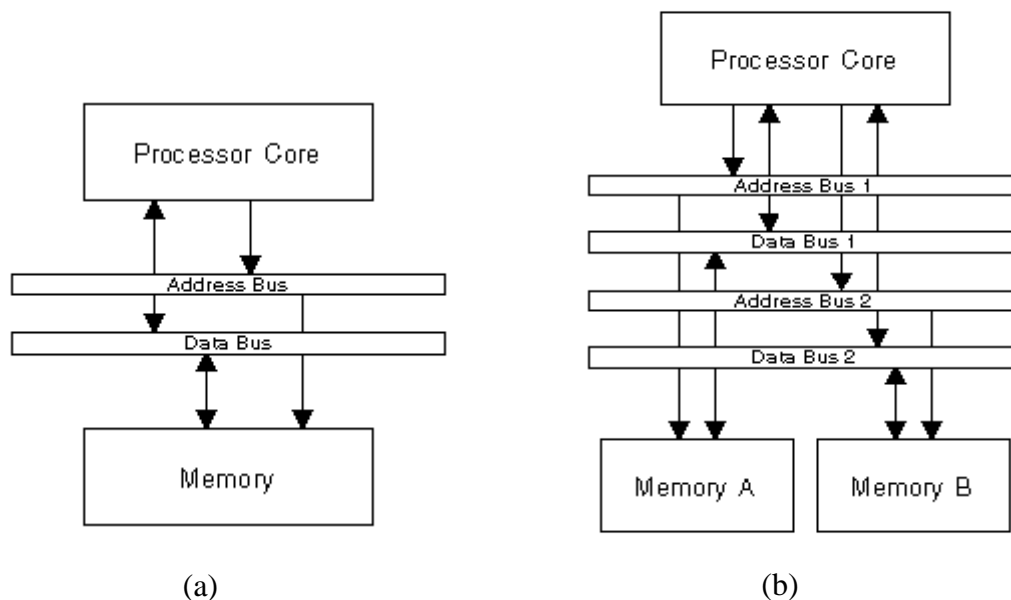 Processor Core
Address Bus
Data Bus
Memory
(a)
Processor Core
Address Bus 1
Data Bus 1
Address Bus 2
Data Bus 2
Memory A
Memory B
(b)